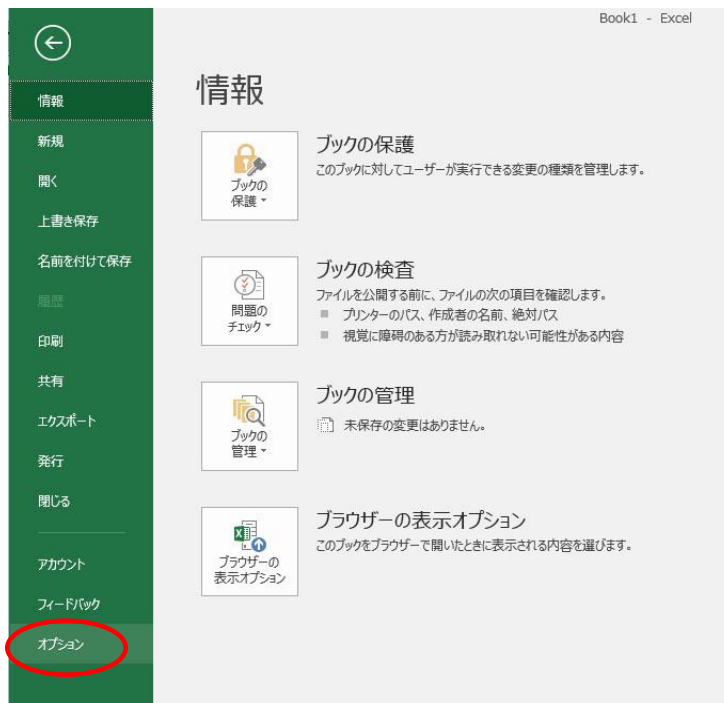 Book1 - Excel
情報
新規
開く
上書き保存
名前を付けて保存
履歴
印刷
共有
エクスポート
発行
閉じる
アカウント
フィードバック
オプション
情報
ブックの
保護
ブックの保護
このブックに対してユーザーが実行できる変更の種類を管理します。
問題の
チェック
ブックの検査
ファイルを公開する前に、ファイルの次の項目を確認します。
プリンターのパス、作成者の名前、絶対パス
視覚に障碍のある方が読み取れない可能性がある内容
ブックの
管理
ブックの管理
未保存の変更はありません。
ブラウザーの
表示オプション
ブラウザーの表示オプション
このブックをブラウザーで開いたときに表示される内容を選びます。